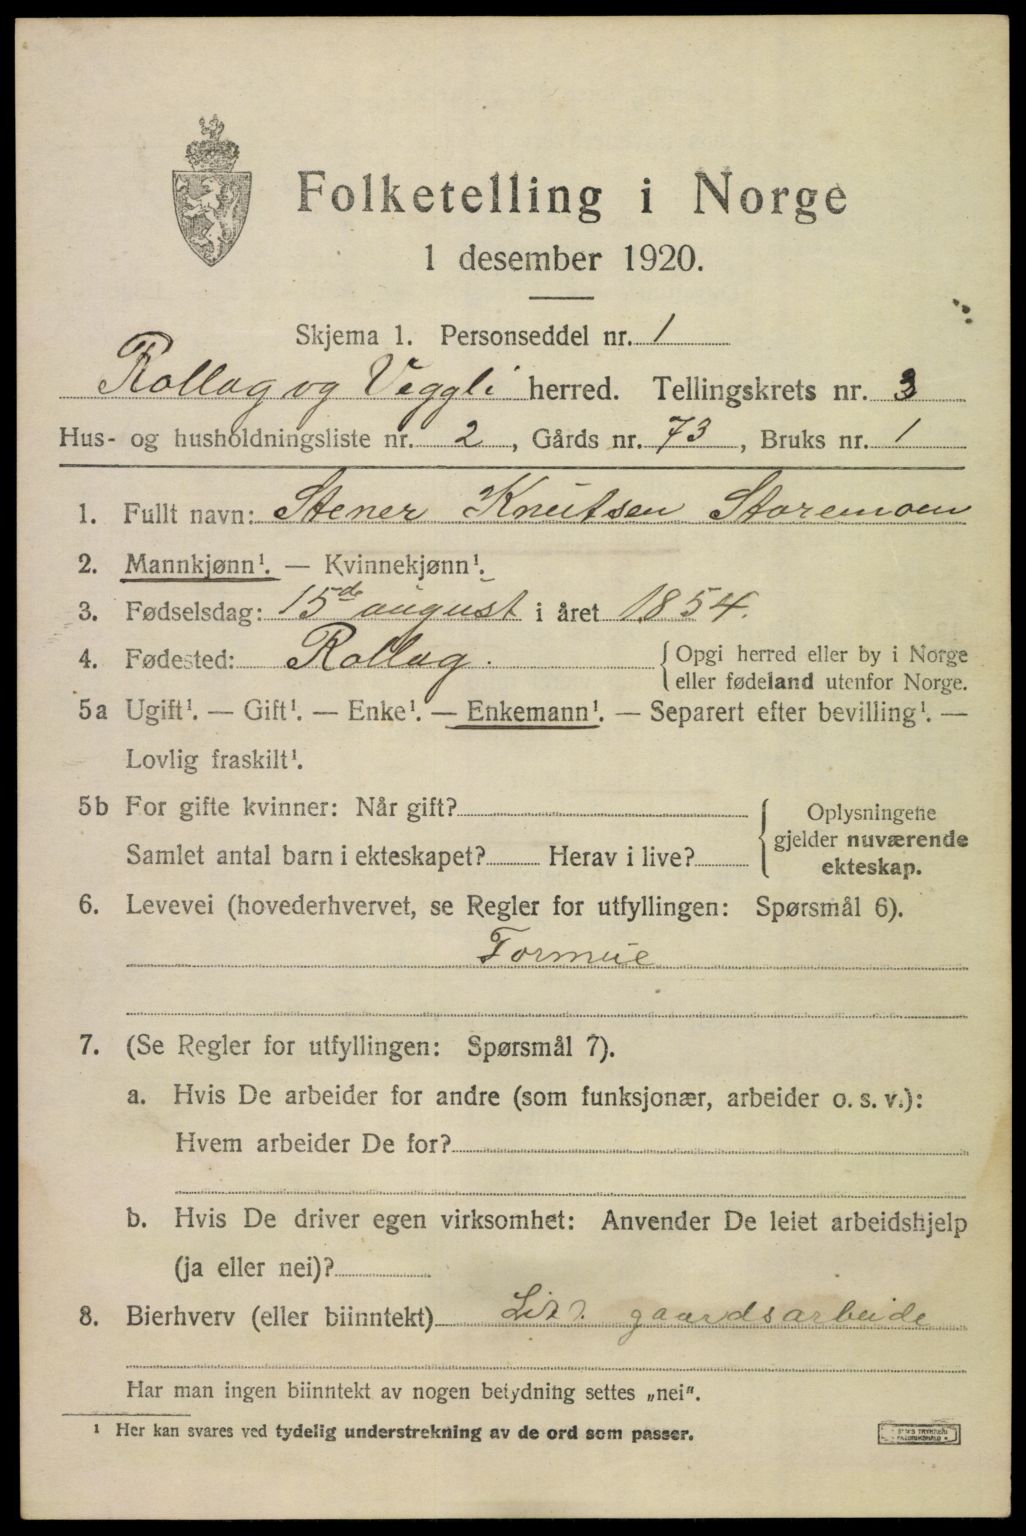 Folketelling i Norge
1 desember 1920.
Skjema 1. Personseddel nr. 1
Rollag og Veggli herred. Tellingskrets nr. 3
Hus- og husholdningsliste nr. 2, Gårds nr. 73, Bruks nr. 1
1. Fullt navn: Stener Knutsen Storemoen
2. Mannkjønn¹. — Kvinnekjønn¹.
3. Fødselsdag: 15de august i året 1854.
4. Fødested: Rollag. { Opgi herred eller by i Norge
eller fødeland utenfor Norge.
5a Ugift¹. — Gift¹. — Enke¹. — Enkemann¹. — Separert efter bevilling¹. —
Lovlig fraskilt¹.
5b For gifte kvinner: Når gift?
Samlet antal barn i ekteskapet? Herav i live?
{ Oplysningene
gjelder nuværende
ekteskap.
6. Levevei (hovederhvervet, se Regler for utfyllingen: Spørsmål 6).
Formue
7. (Se Regler for utfyllingen: Spørsmål 7).
a. Hvis De arbeider for andre (som funksjonær, arbeider o. s. v.):
Hvem arbeider De for?
b. Hvis De driver egen virksomhet: Anvender De leiet arbeidshjelp
(ja eller nei)?
8. Bierhverv (eller biinntekt) Litt gaardsarbeide
Har man ingen biinntekt av nogen betydning settes „nei".
¹ Her kan svares ved tydelig understrekning av de ord som passer.